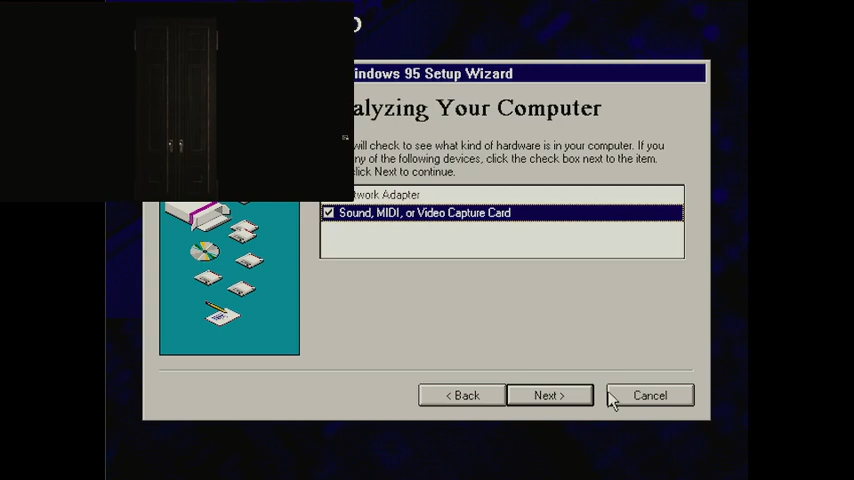 p
indows 95 Setup Wizard
alyzing Your Computer
will check to see what kind of hardware is in your computer. If you
ny of the following devices, click the check box next to the item.
lick Next to continue.
twork Adapter
Sound, MIDI, or Video Capture Card
< Back
Next >
Cancel